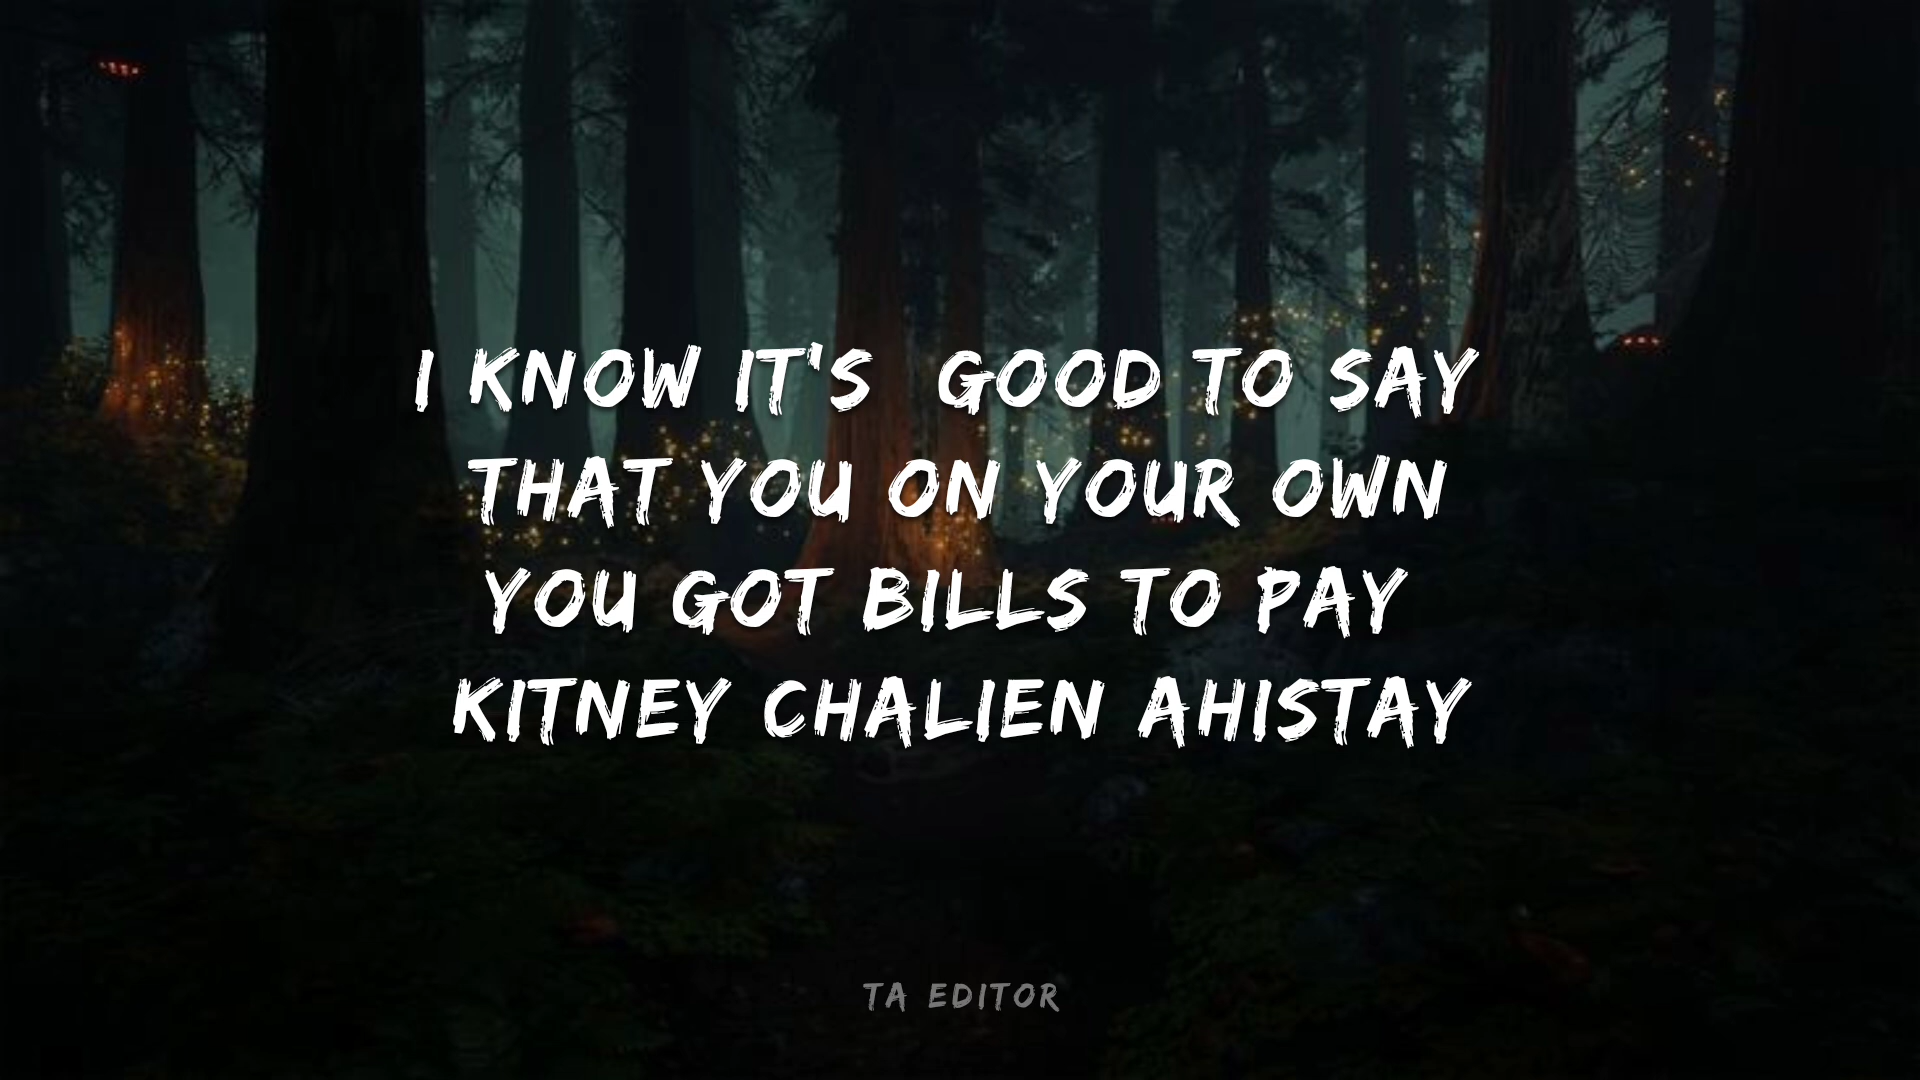 I KNOW IT'S  GOOD TO SAY
THAT YOU ON YOUR OWN
YOU GOT BILLS TO PAY
KITNEY CHALIEN AHISTAY
TA EDITOR